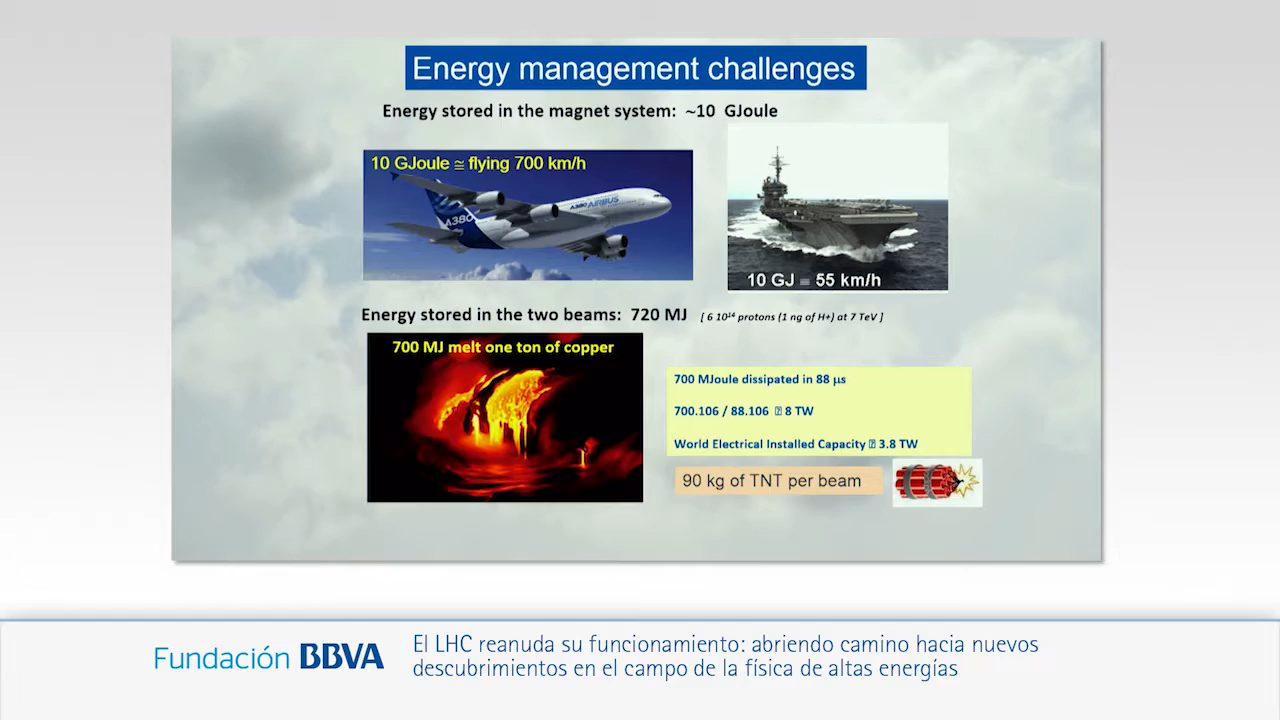 Energy management challenges
Energy stored in the magnet system: ~10 GJoule
10 GJoule ≅ flying 700 km/h
A380
A380 AIRBUS
10 GJ ≅ 55 km/h
Energy stored in the two beams: 720 MJ [ 6 10¹⁴ protons (1 ng of H+) at 7 TeV ]
700 MJ melt one ton of copper
700 MJoule dissipated in 88 µs
700.106 / 88.106 ⍰ 8 TW
World Electrical Installed Capacity ⍰ 3.8 TW
90 kg of TNT per beam
Fundación BBVA
El LHC reanuda su funcionamiento: abriendo camino hacia nuevos
descubrimientos en el campo de la física de altas energías